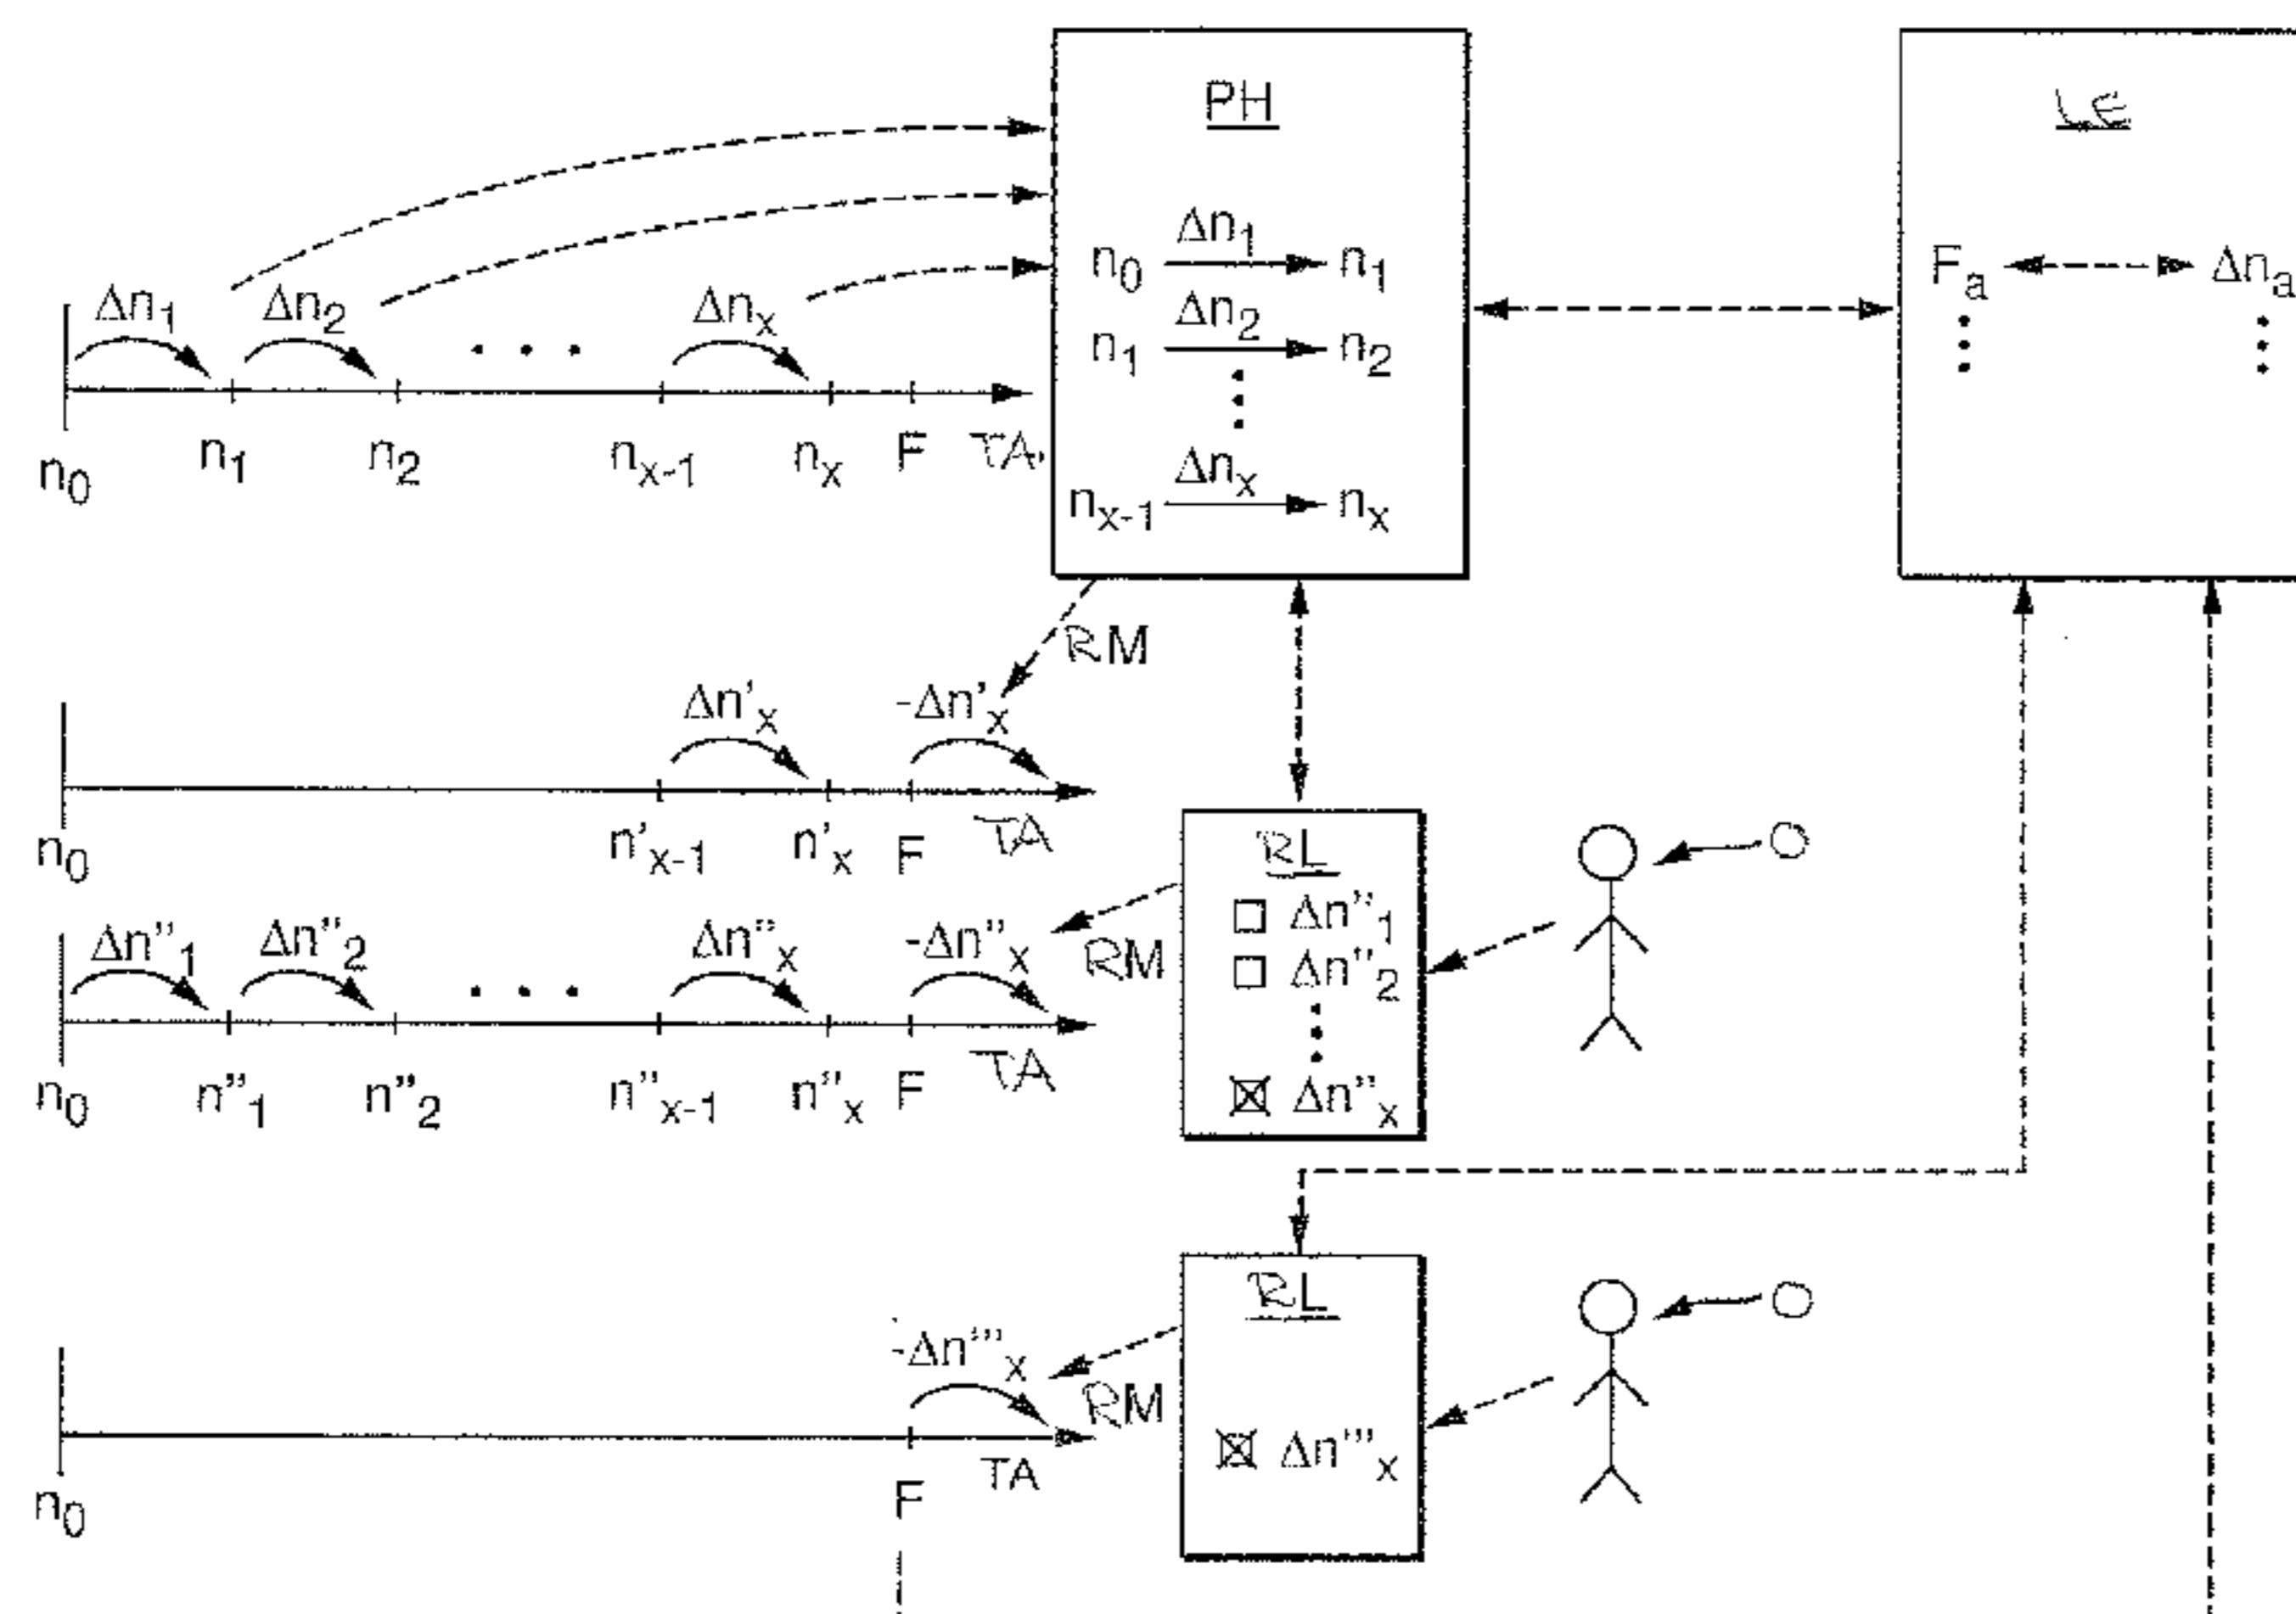 PH
LE
Δn1 Δn2 Δnx
n0 n1 n2 nx-1 nx F TA
n0 Δn1 n1
n1 Δn2 n2
nx-1 Δnx nx
Fa Δna
RM
Δn'x -Δn'x
n0 n'x-1 n'x F TA
RL
Δn"1
Δn"2
Δn"x
O
Δn"1 Δn"2 Δn"x -Δn"x
RM
n0 n"1 n"2 n"x-1 n"x F TA
RL
Δn'''x
O
-Δn'''x
RM
n0 F TA